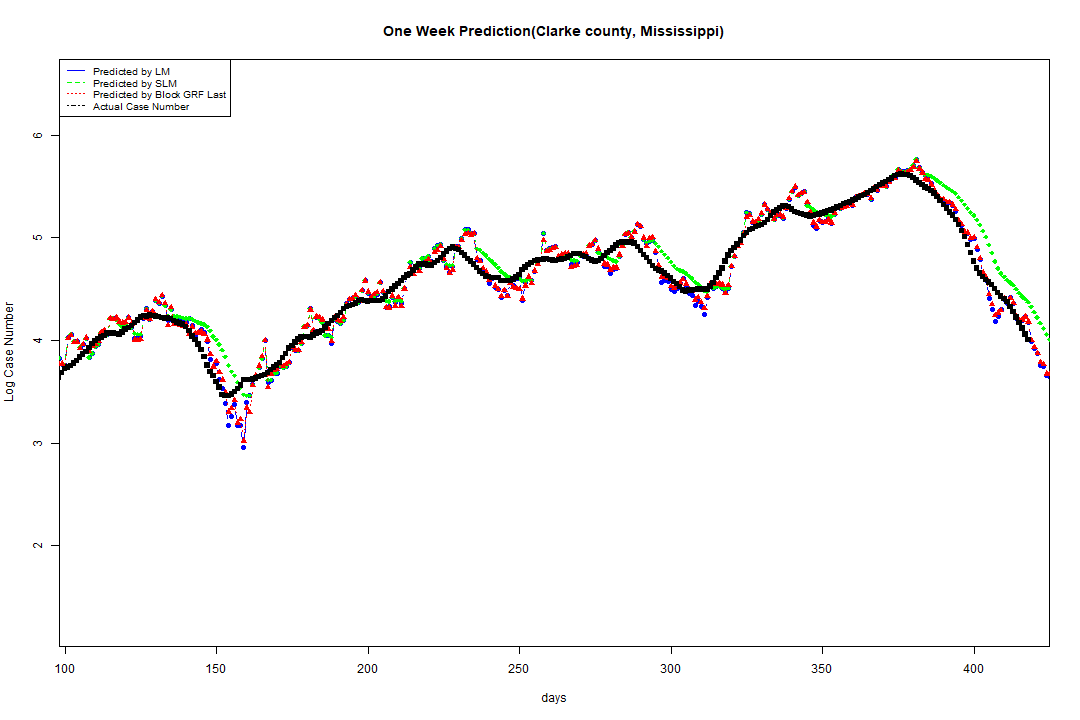 One Week Prediction(Clarke county, Mississippi)
Predicted by LM
Predicted by SLM
Predicted by Block GRF Last
Actual Case Number
6
5
4
3
2
Log Case Number
100 150 200 250 300 350 400
days